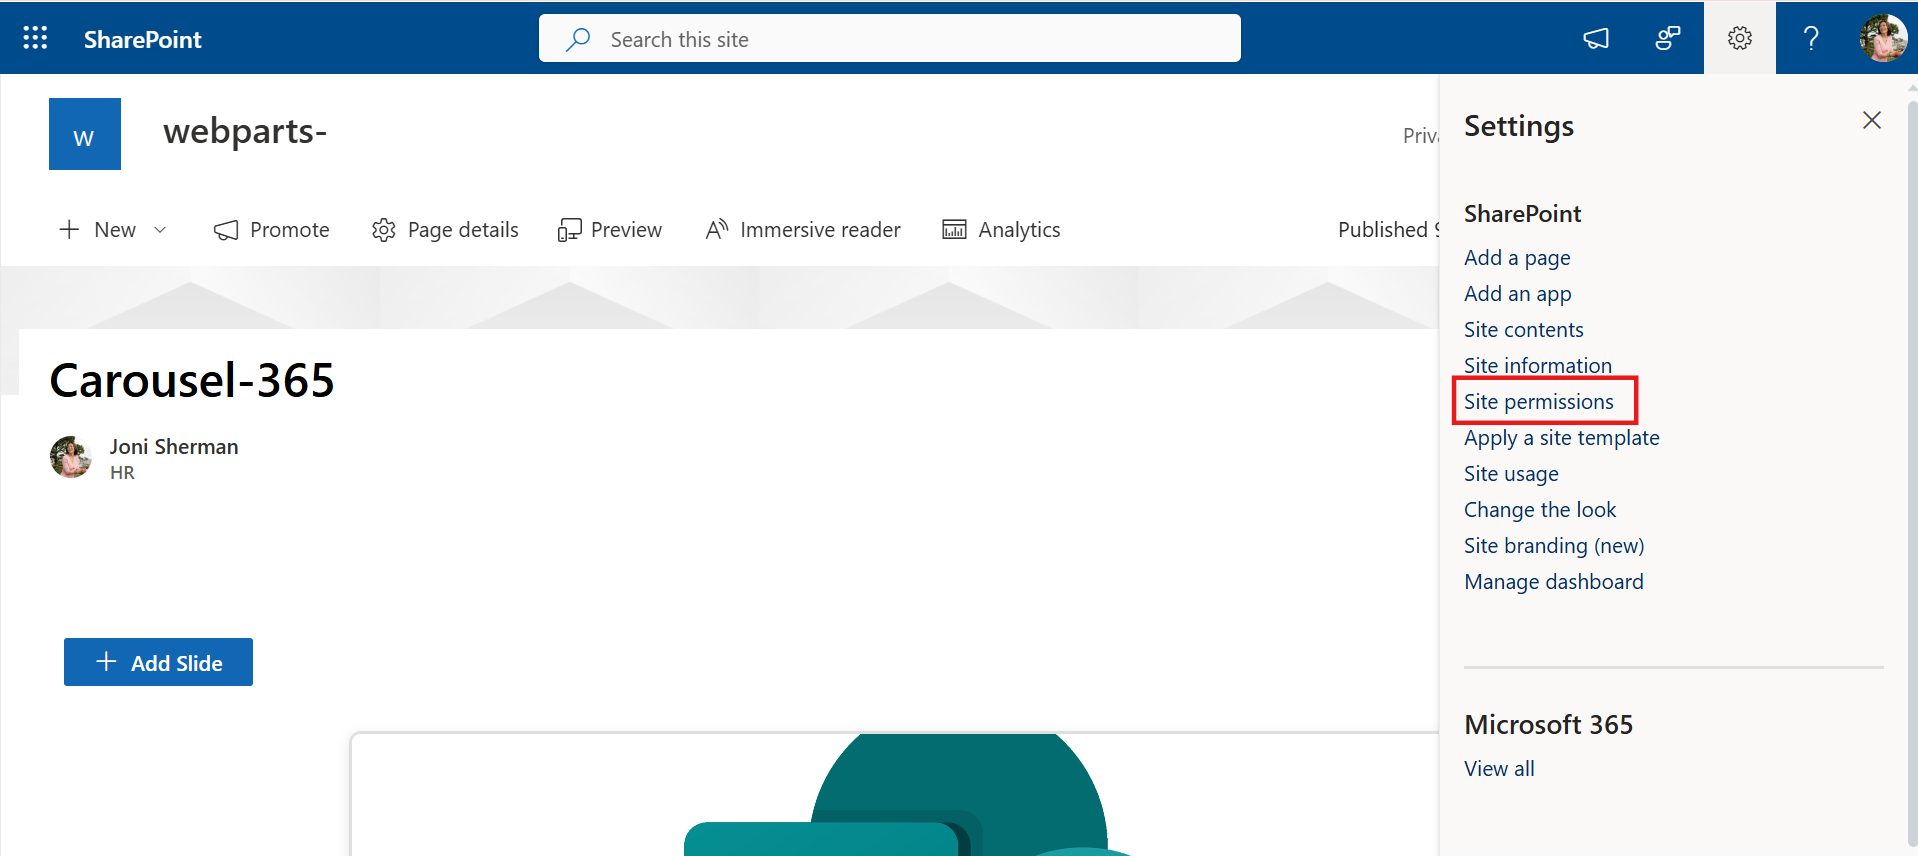 SharePoint
Search this site
?
W
webparts-
Priv
New
Promote
Page details
Preview
Immersive reader
Analytics
Published 9
Carousel-365
Joni Sherman
HR
Add Slide
Settings
SharePoint
Add a page
Add an app
Site contents
Site information
Site permissions
Apply a site template
Site usage
Change the look
Site branding (new)
Manage dashboard
Microsoft 365
View all